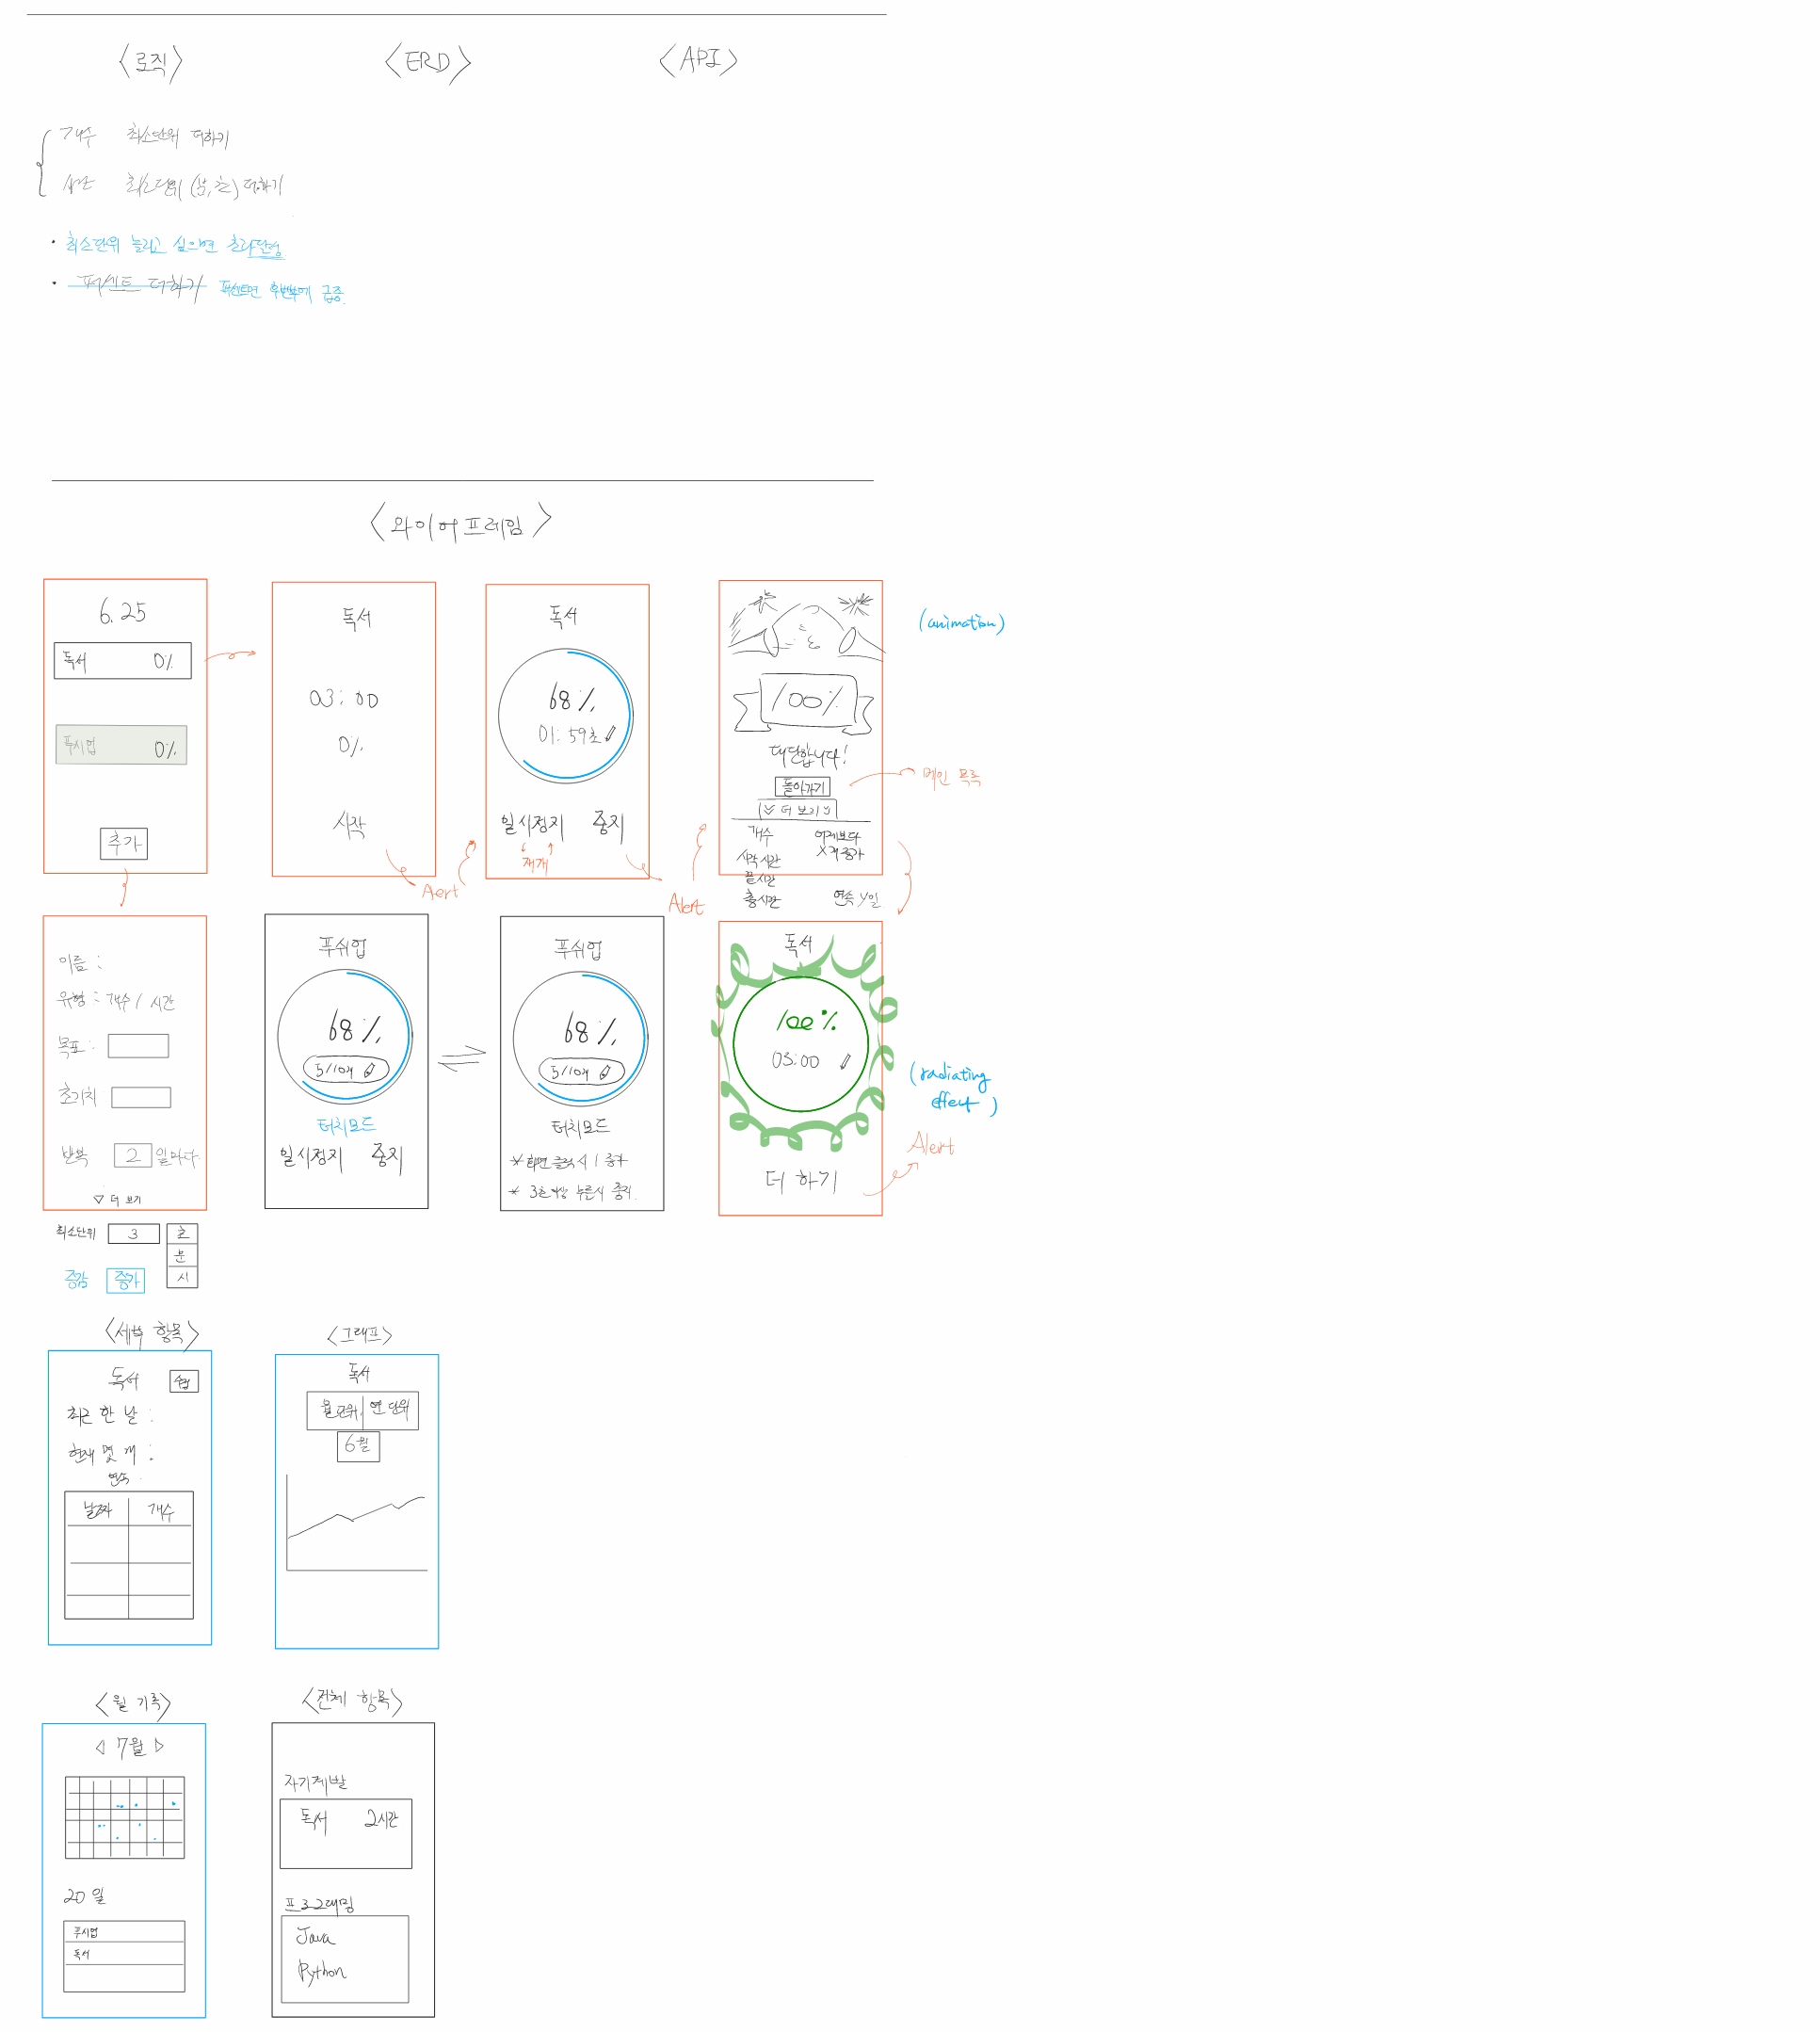 <로직>
<ERD>
<API>
개수 최소단위 더하기
시간 최소단위 (분,초) 더하기
· 최소단위 늘리고 싶으면 초과달성
· 퍼센트 더하기 퍼센트면 후반부에 급증.
<와이어프레임>
6.25
독서 0%
푸시업 0%
추가
독서
03:00
0%
시작
Alert
독서
68%
01:59초
일시정지 중지
재개
Alert
100%
대단합니다!
돌아가기
더 보기
개수 어제보다
시작 시간 X개 증가
끝 시간
총 시간 연속 Y일
(animation)
메인 목록
이름 :
유형 : 개수 / 시간
목표 :
초기치
반복 2 일마다
▽ 더 보기
최소단위 3 초
분
시
증감 증가
푸쉬업
68%
5/10개
터치모드
일시정지 중지
푸쉬업
68%
5/10개
터치모드
* 화면 클릭 시 1 증가
* 3초 이상 누를시 중지.
독서
100%
03:00
더 하기
(radiating
effect)
Alert
<세부 항목>
독서
최근 한 날 :
현재 몇 개 :
연속
날짜 개수
<그래프>
독서
월 단위 연 단위
6월
<월 기록>
◁ 7월 ▷
20일
푸시업
독서
<전체 항목>
자기계발
독서 2시간
프로그래밍
Java
Python